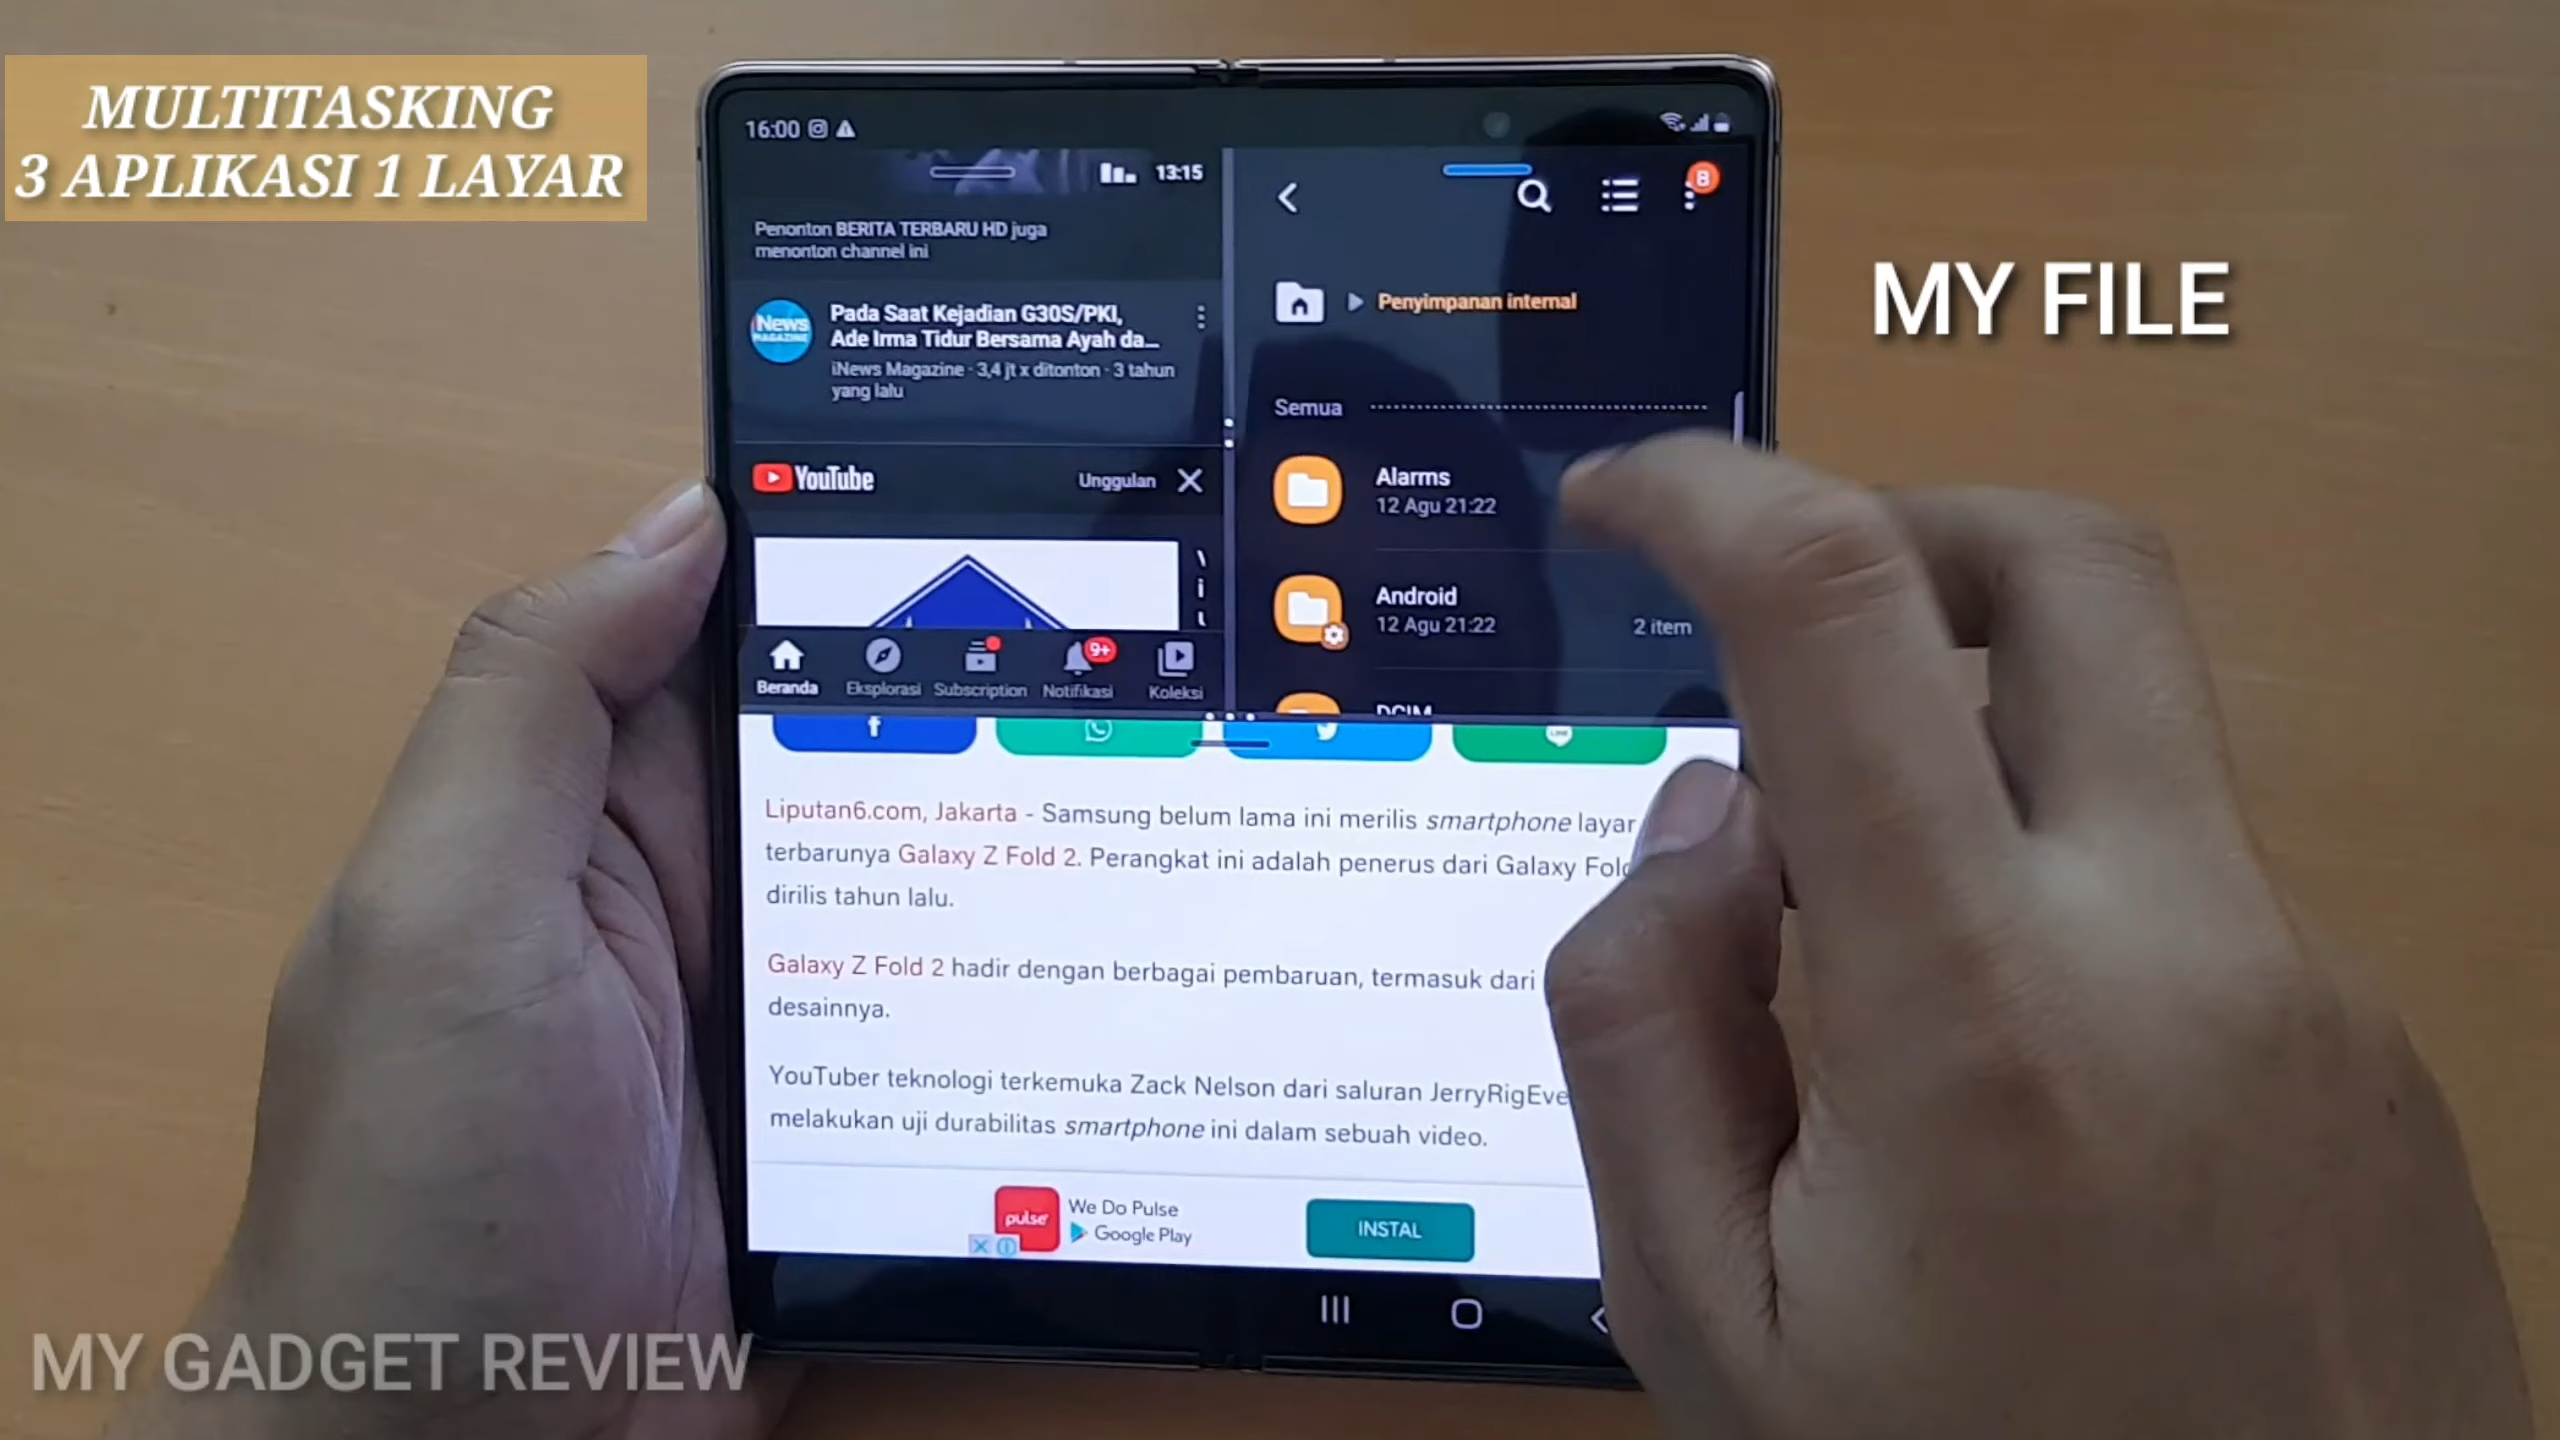 MULTITASKING
3 APLIKASI 1 LAYAR
MY FILE
16:00
13:15
Penonton BERITA TERBARU HD juga
menonton channel ini
iNews
MAGAZINE
Pada Saat Kejadian G30S/PKI,
Ade Irma Tidur Bersama Ayah da...
iNews Magazine · 3,4 jt x ditonton · 3 tahun
yang lalu
YouTube
Unggulan
Beranda
Eksplorasi
Subscription
9+
Notifikasi
Koleksi
B
Penyimpanan internal
Semua
Alarms
12 Agu 21:22
Android
12 Agu 21:22
2 item
DCIM
LINE
Liputan6.com, Jakarta - Samsung belum lama ini merilis smartphone layar
terbarunya Galaxy Z Fold 2. Perangkat ini adalah penerus dari Galaxy Fold
dirilis tahun lalu.
Galaxy Z Fold 2 hadir dengan berbagai pembaruan, termasuk dari
desainnya.
YouTuber teknologi terkemuka Zack Nelson dari saluran JerryRigEve
melakukan uji durabilitas smartphone ini dalam sebuah video.
pulse
We Do Pulse
Google Play
INSTAL
MY GADGET REVIEW